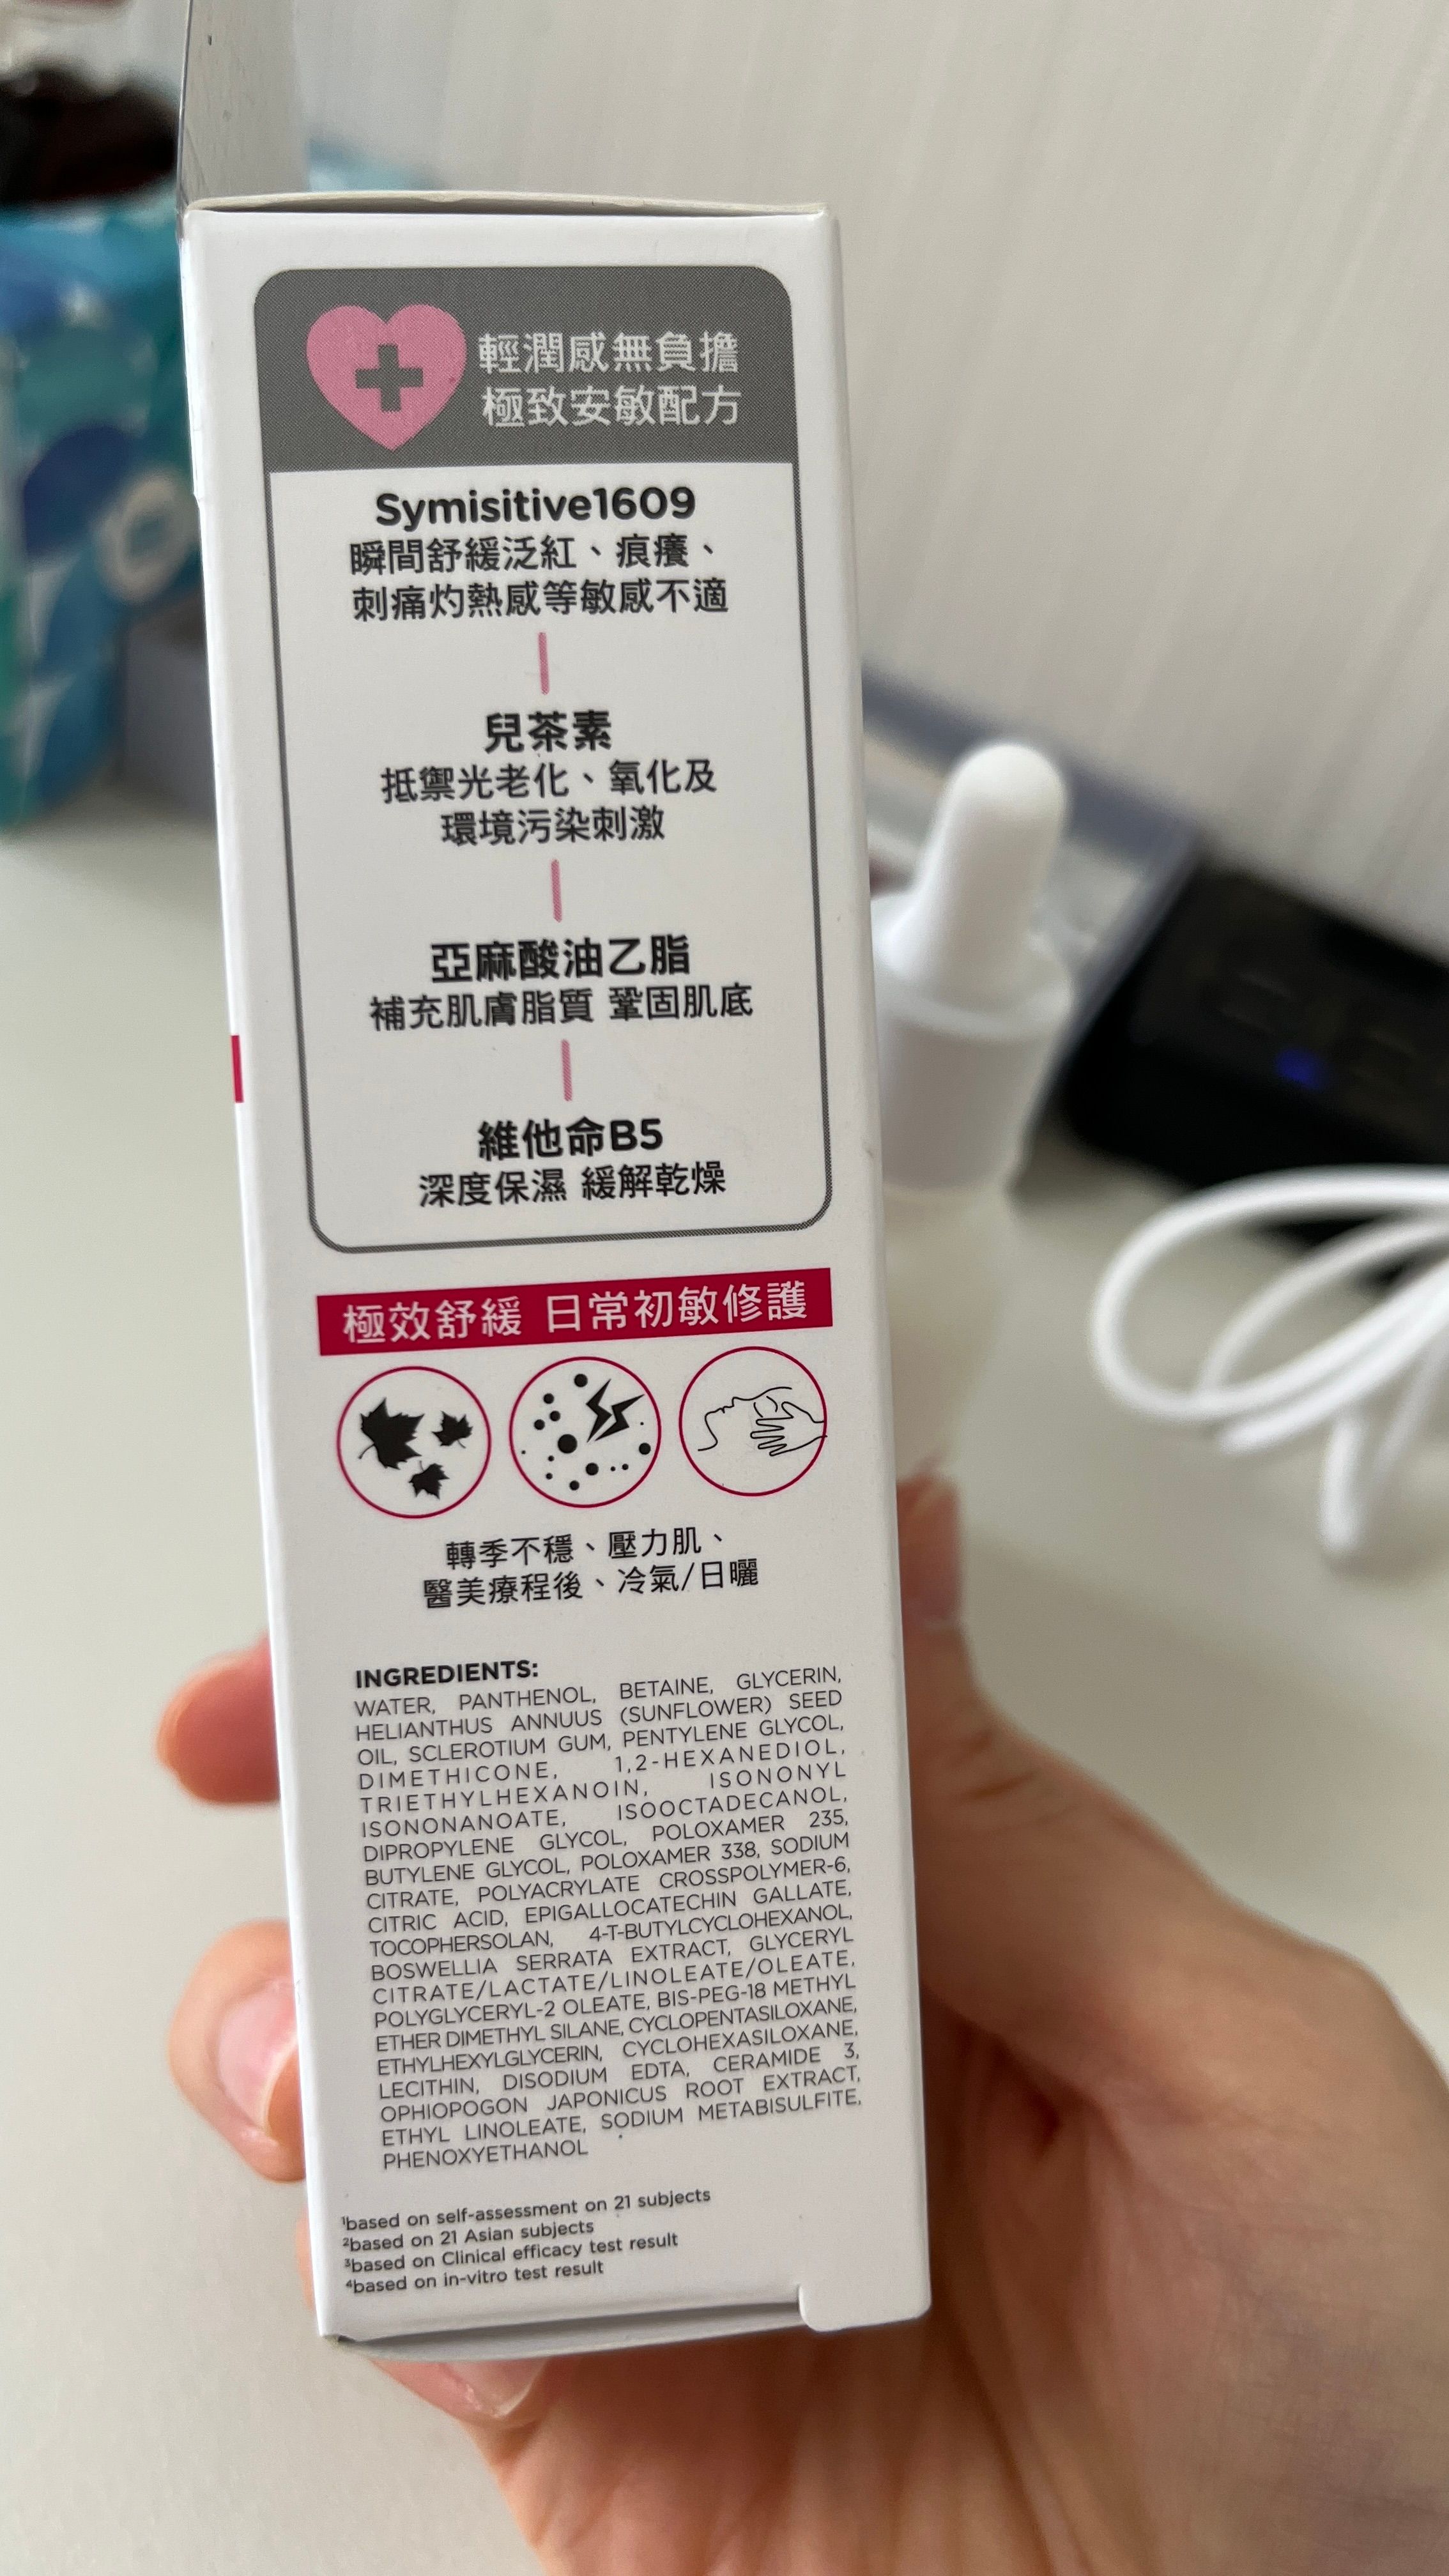 輕潤感無負擔
極致安敏配方
Symisitive1609
瞬間舒緩泛紅、痕癢、
刺痛灼熱感等敏感不適
兒茶素
抵禦光老化、氧化及
環境污染刺激
亞麻酸油乙脂
補充肌膚脂質 鞏固肌底
維他命B5
深度保濕 緩解乾燥
極效舒緩 日常初敏修護
轉季不穩、壓力肌、
醫美療程後、冷氣/日曬
INGREDIENTS:
WATER, PANTHENOL, BETAINE, GLYCERIN,
HELIANTHUS ANNUUS (SUNFLOWER) SEED
OIL, SCLEROTIUM GUM, PENTYLENE GLYCOL,
DIMETHICONE, 1,2-HEXANEDIOL,
TRIETHYLHEXANOIN, ISONONYL
ISONONANOATE, ISOOCTADECANOL,
DIPROPYLENE GLYCOL, POLOXAMER 235,
BUTYLENE GLYCOL, POLOXAMER 338, SODIUM
CITRATE, POLYACRYLATE CROSSPOLYMER-6,
CITRIC ACID, EPIGALLOCATECHIN GALLATE,
TOCOPHERSOLAN, 4-T-BUTYLCYCLOHEXANOL,
BOSWELLIA SERRATA EXTRACT, GLYCERYL
CITRATE/LACTATE/LINOLEATE/OLEATE,
POLYGLYCERYL-2 OLEATE, BIS-PEG-18 METHYL
ETHER DIMETHYL SILANE, CYCLOPENTASILOXANE,
ETHYLHEXYLGLYCERIN, CYCLOHEXASILOXANE,
LECITHIN, DISODIUM EDTA, CERAMIDE 3,
OPHIOPOGON JAPONICUS ROOT EXTRACT,
ETHYL LINOLEATE, SODIUM METABISULFITE,
PHENOXYETHANOL
¹based on self-assessment on 21 subjects
²based on 21 Asian subjects
³based on Clinical efficacy test result
⁴based on in-vitro test result